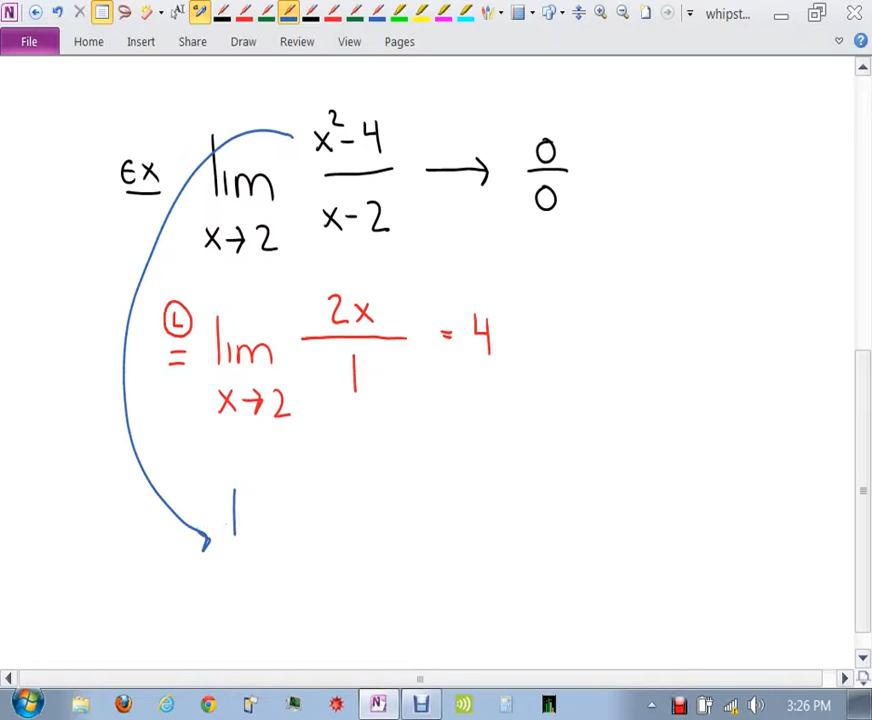 whipst...
File Home Insert Share Draw Review View Pages
EX lim x→2 x²-4 / x-2 → 0/0
Ⓛ = lim x→2 2x / 1 = 4
l
3:26 PM